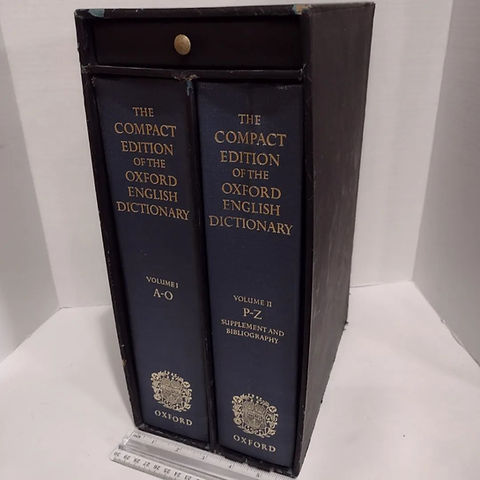 THE
COMPACT
EDITION
OF THE
OXFORD
ENGLISH
DICTIONARY
VOLUME I
A-O
OXFORD
THE
COMPACT
EDITION
OF THE
OXFORD
ENGLISH
DICTIONARY
VOLUME II
P-Z
SUPPLEMENT AND
BIBLIOGRAPHY
OXFORD